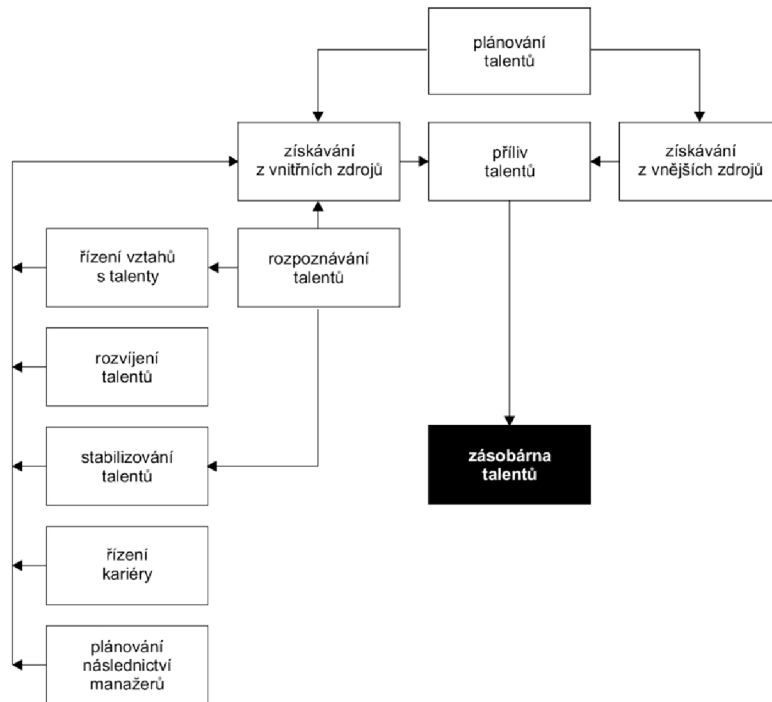 plánování
talentů
získávání
z vnitřních zdrojů
příliv
talentů
získávání
z vnějších zdrojů
řízení vztahů
s talenty
rozpoznávání
talentů
rozvíjení
talentů
stabilizování
talentů
zásobárna
talentů
řízení
kariéry
plánování
následnictví
manažerů